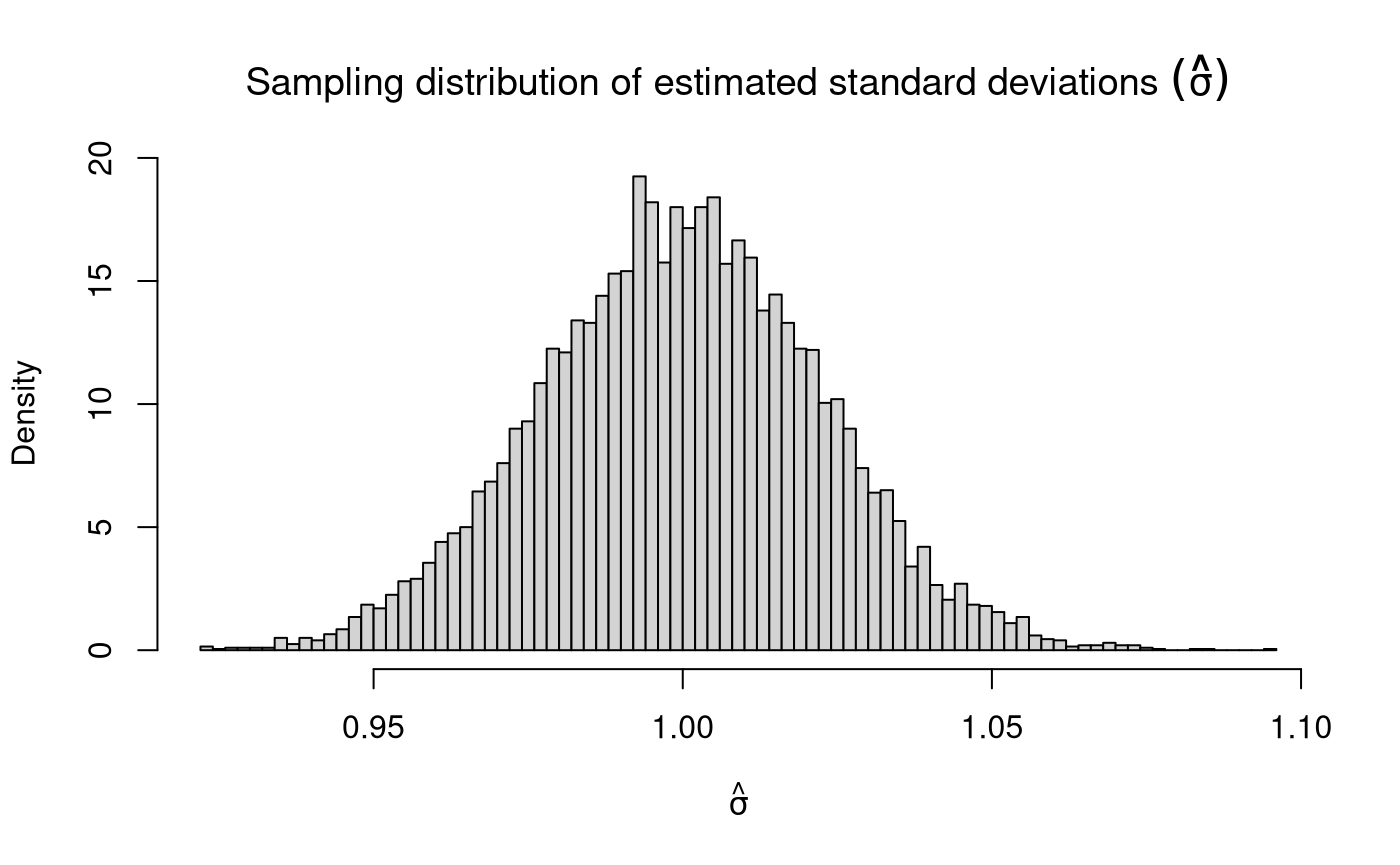 Sampling distribution of estimated standard deviations (σ̂)
Density
20
15
10
5
0
0.95 1.00 1.05 1.10
σ̂